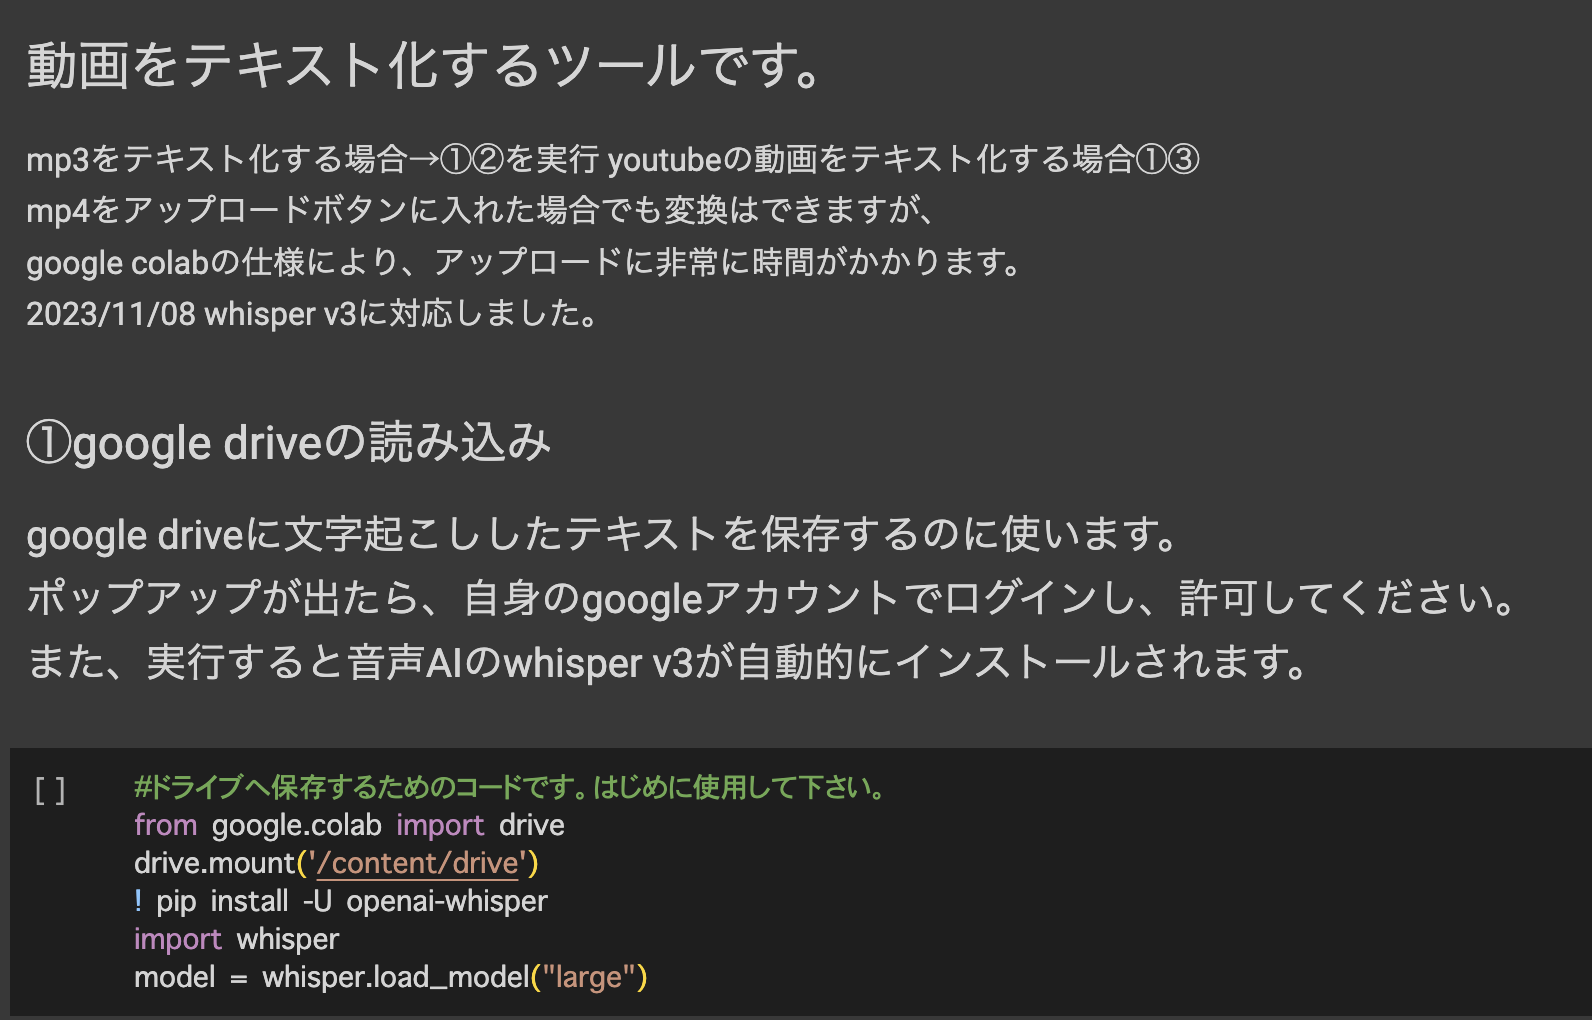 動画をテキスト化するツールです。
mp3をテキスト化する場合→①②を実行 youtubeの動画をテキスト化する場合①③
mp4をアップロードボタンに入れた場合でも変換はできますが、
google colabの仕様により、アップロードに非常に時間がかかります。
2023/11/08 whisper v3に対応しました。
①google driveの読み込み
google driveに文字起こししたテキストを保存するのに使います。
ポップアップが出たら、自身のgoogleアカウントでログインし、許可してください。
また、実行すると音声AIのwhisper v3が自動的にインストールされます。
[ ] #ドライブへ保存するためのコードです。はじめに使用して下さい。
from google.colab import drive
drive.mount('/content/drive')
! pip install -U openai-whisper
import whisper
model = whisper.load_model("large")